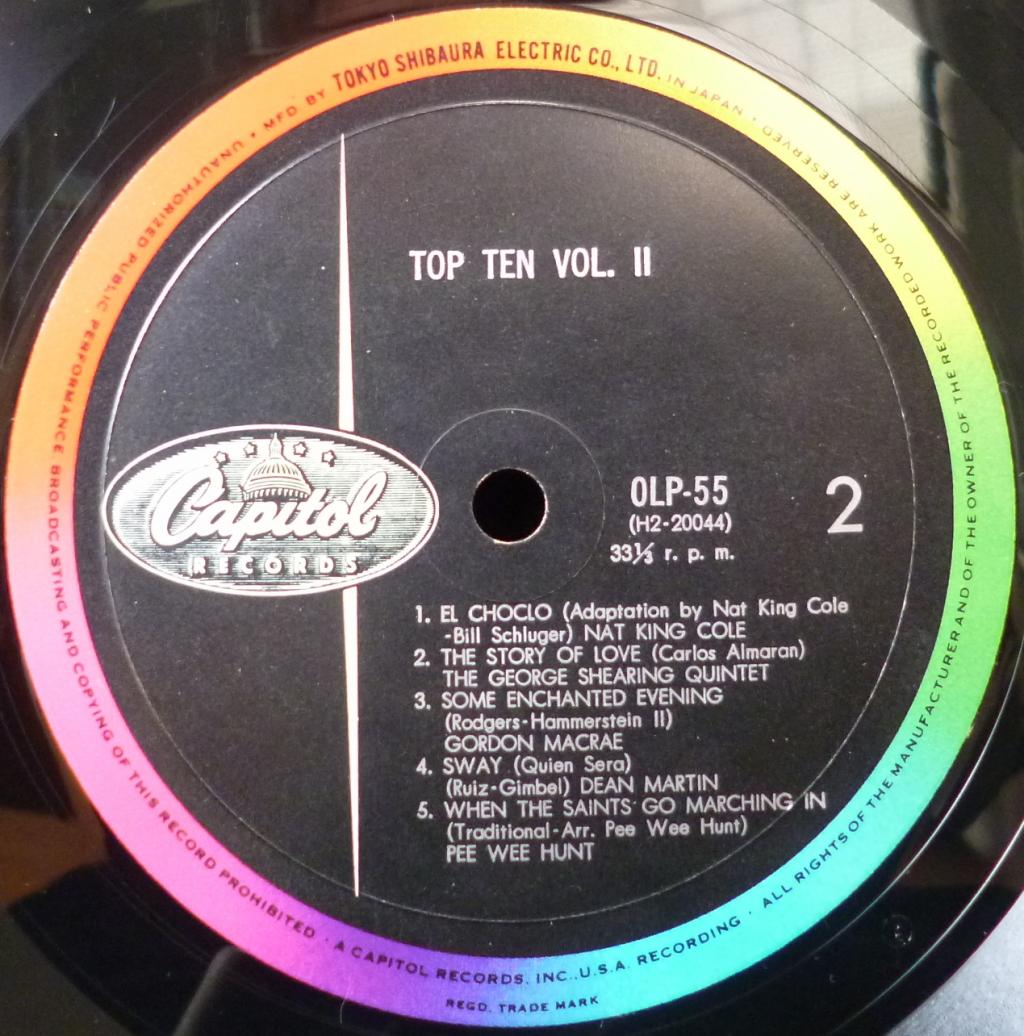 MFD BY TOKYO SHIBAURA ELECTRIC CO., LTD. IN JAPAN • ALL RIGHTS OF THE MANUFACTURER AND OF THE OWNER OF THE RECORDED WORK ARE RESERVED • UNAUTHORIZED PUBLIC PERFORMANCE BROADCASTING AND COPYING OF THIS RECORD PROHIBITED · A CAPITOL RECORDS, INC., U.S.A. RECORDING ·
REGD. TRADE MARK
TOP TEN VOL. II
Capitol
RECORDS
OLP-55
(H2-20044)
33⅓ r. p. m.
2
1. EL CHOCLO (Adaptation by Nat King Cole
-Bill Schluger) NAT KING COLE
2. THE STORY OF LOVE (Carlos Almaran)
THE GEORGE SHEARING QUINTET
3. SOME ENCHANTED EVENING
(Rodgers-Hammerstein II)
GORDON MACRAE
4. SWAY (Quien Sera)
(Ruiz-Gimbel) DEAN MARTIN
5. WHEN THE SAINTS GO MARCHING IN
(Traditional-Arr. Pee Wee Hunt)
PEE WEE HUNT